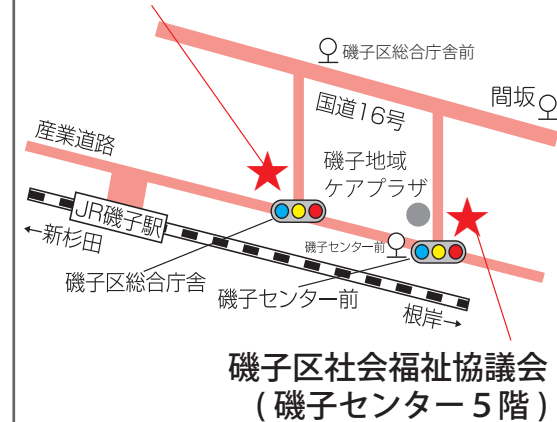 磯子区総合庁舎前
間坂
国道16号
産業道路
磯子地域
ケアプラザ
JR磯子駅
←新杉田
磯子センター前
磯子区総合庁舎
磯子センター前
根岸→
磯子区社会福祉協議会
(磯子センター5階)